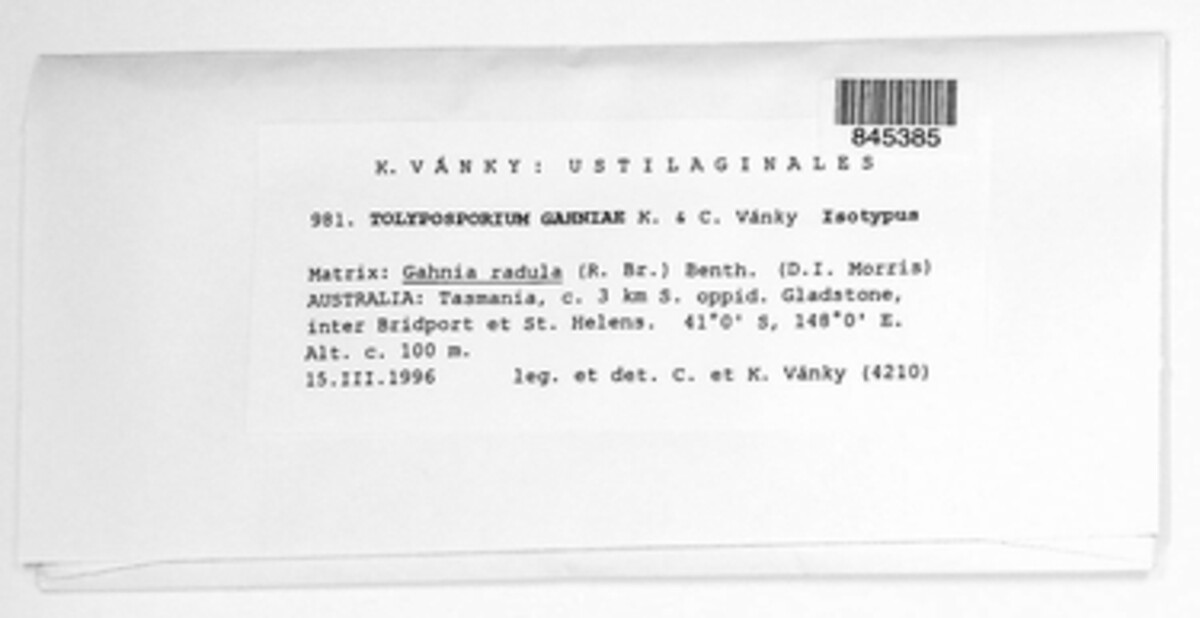 845385
K. VÁNKY: USTILAGINALES
981. TOLYPOSPORIUM GAHNIAE K. & C. Vánky Isotypus
Matrix: Gahnia radula (R. Br.) Benth. (D.I. Morris)
AUSTRALIA: Tasmania, c. 3 km S. oppid. Gladstone,
inter Bridport et St. Helens. 41°0' S, 148°0' E.
Alt. c. 100 m.
15.III.1996 leg. et det. C. et K. Vánky (4210)